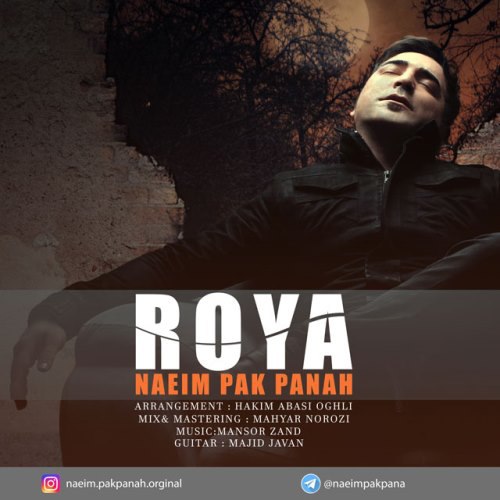 ROYA
NAEIM PAK PANAH
ARRANGEMENT : HAKIM ABASI OGHLI
MIX& MASTERING : MAHYAR NOROZI
MUSIC:MANSOR ZAND
GUITAR : MAJID JAVAN
naeim.pakpanah.orginal
@naeimpakpana